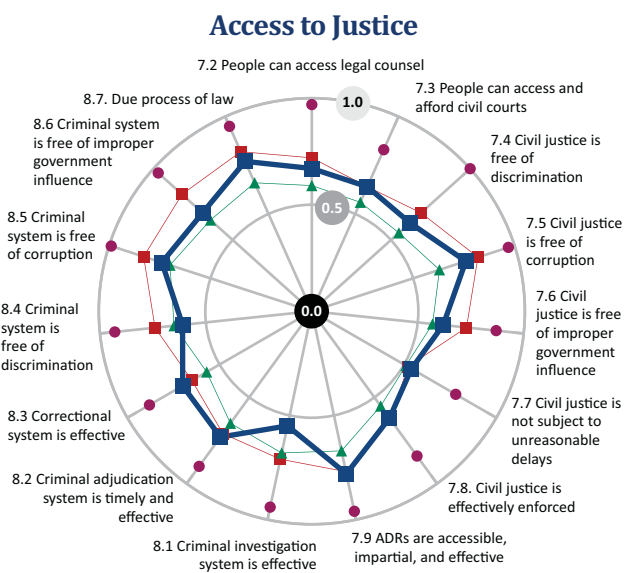 Access to Justice
7.2 People can access legal counsel
1.0
7.3 People can access and
afford civil courts
7.4 Civil justice is
free of
discrimination
7.5 Civil justice
is free of
corruption
7.6 Civil
justice is free
of improper
government
influence
7.7 Civil justice is
not subject to
unreasonable
delays
7.8. Civil justice is
effectively enforced
7.9 ADRs are accessible,
impartial, and effective
8.1 Criminal investigation
system is effective
8.2 Criminal adjudication
system is timely and
effective
8.3 Correctional
system is effective
8.4 Criminal
system is
free of
discrimination
8.5 Criminal
system is free
of corruption
8.6 Criminal system
is free of improper
government
influence
8.7. Due process of law
0.5
0.0